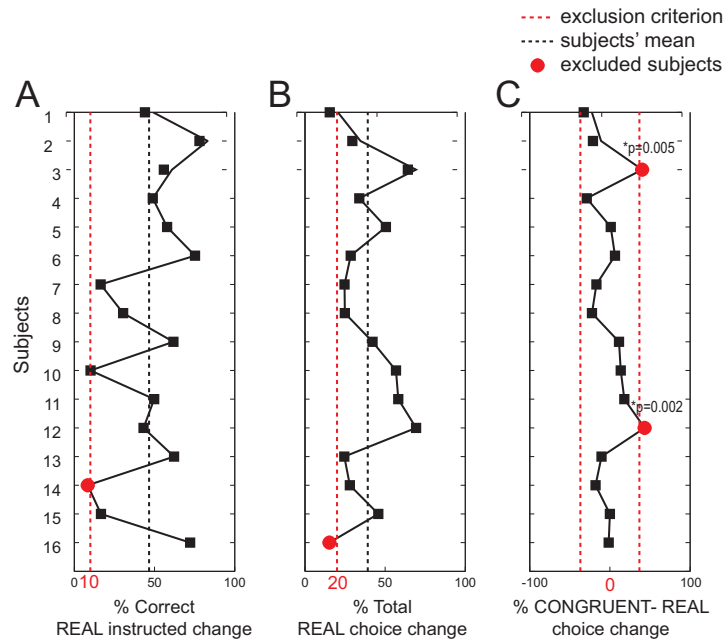 exclusion criterion
subjects' mean
excluded subjects
A
B
C
Subjects
1
2
3
4
5
6
7
8
9
10
11
12
13
14
15
16
*p=0.005
*p=0.002
0 10 50 100
0 20 50 100
-100 0 100
% Correct
REAL instructed change
% Total
REAL choice change
% CONGRUENT- REAL
choice change